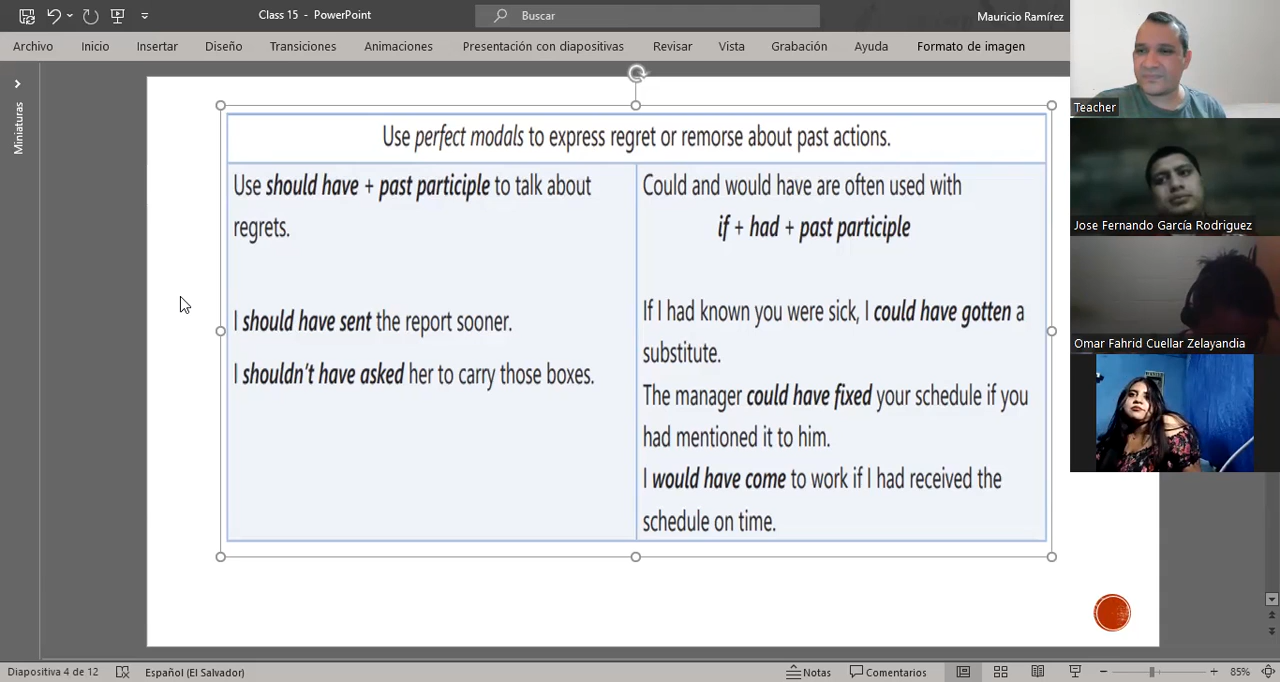 Class 15 - PowerPoint
Buscar
Mauricio Ramírez
Archivo Inicio Insertar Diseño Transiciones Animaciones Presentación con diapositivas Revisar Vista Grabación Ayuda Formato de imagen
Miniaturas
Use perfect modals to express regret or remorse about past actions.
Use should have + past participle to talk about
regrets.
I should have sent the report sooner.
I shouldn't have asked her to carry those boxes.
Could and would have are often used with
if + had + past participle
If I had known you were sick, I could have gotten a
substitute.
The manager could have fixed your schedule if you
had mentioned it to him.
I would have come to work if I had received the
schedule on time.
Teacher
Jose Fernando García Rodriguez
Omar Fahrid Cuellar Zelayandia
Diapositiva 4 de 12 Español (El Salvador) Notas Comentarios 85%